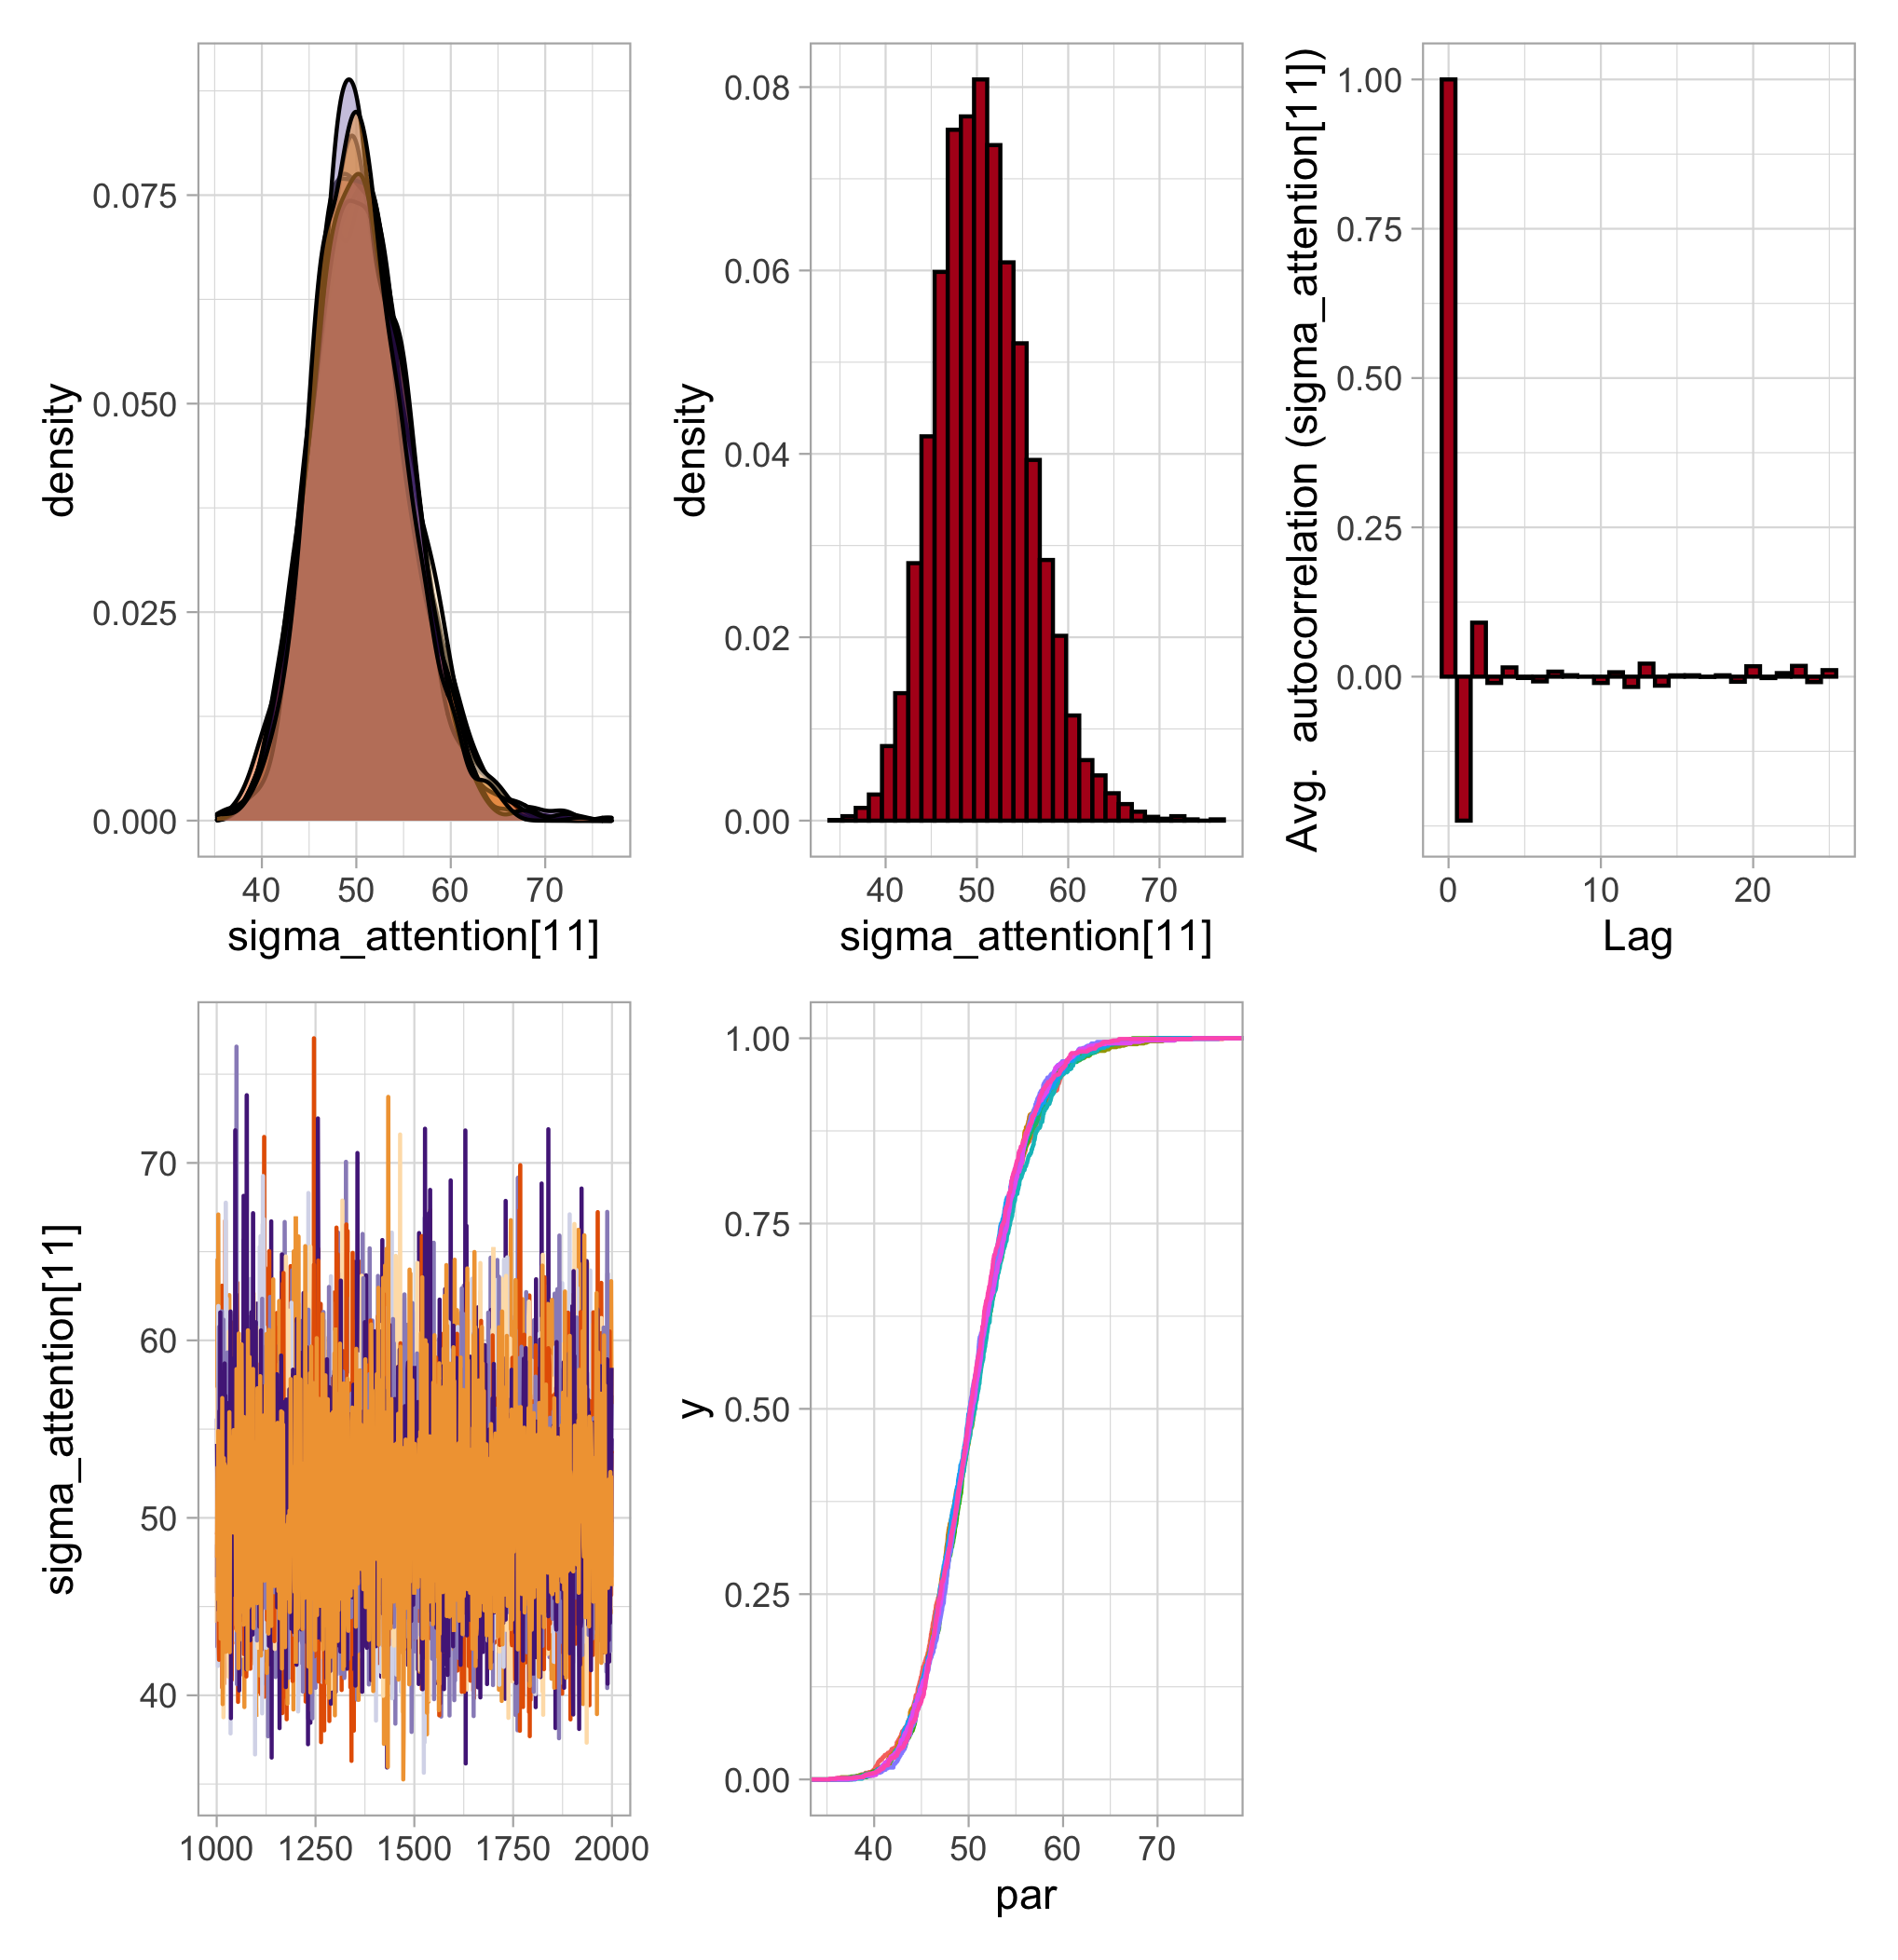 density
0.075
0.050
0.025
0.000
40 50 60 70
sigma_attention[11]
density
0.08
0.06
0.04
0.02
0.00
40 50 60 70
sigma_attention[11]
Avg. autocorrelation (sigma_attention[11])
1.00
0.75
0.50
0.25
0.00
0 10 20
Lag
sigma_attention[11]
70
60
50
40
1000 1250 1500 1750 2000
y
1.00
0.75
0.50
0.25
0.00
40 50 60 70
par